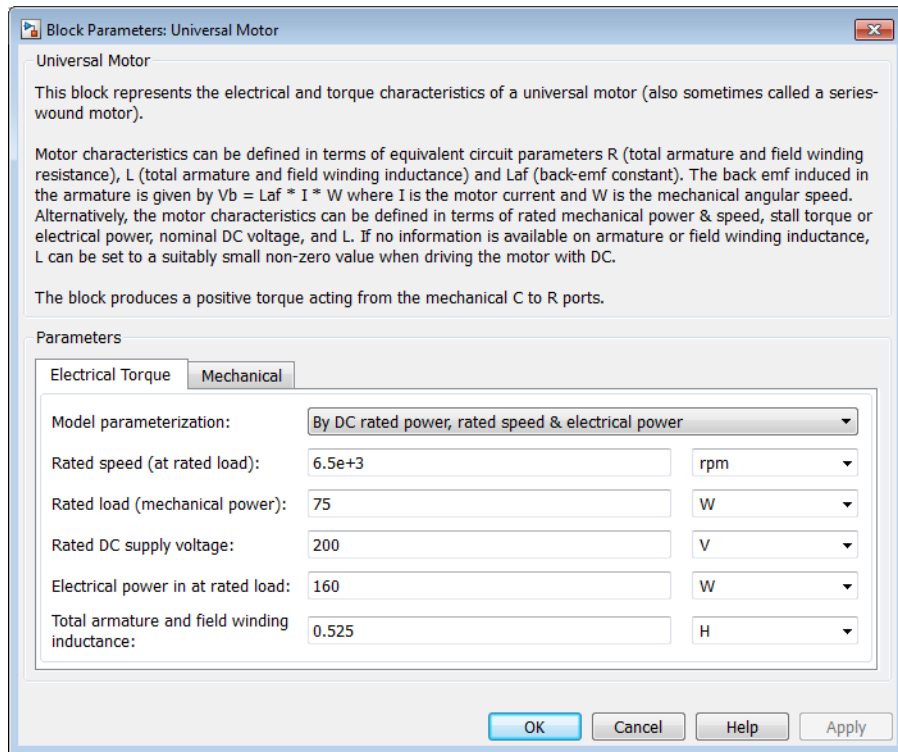 Block Parameters: Universal Motor
Universal Motor
This block represents the electrical and torque characteristics of a universal motor (also sometimes called a series-
wound motor).
Motor characteristics can be defined in terms of equivalent circuit parameters R (total armature and field winding
resistance), L (total armature and field winding inductance) and Laf (back-emf constant). The back emf induced in
the armature is given by Vb = Laf * I * W where I is the motor current and W is the mechanical angular speed.
Alternatively, the motor characteristics can be defined in terms of rated mechanical power & speed, stall torque or
electrical power, nominal DC voltage, and L. If no information is available on armature or field winding inductance,
L can be set to a suitably small non-zero value when driving the motor with DC.
The block produces a positive torque acting from the mechanical C to R ports.
Parameters
Electrical Torque Mechanical
Model parameterization: By DC rated power, rated speed & electrical power
Rated speed (at rated load): 6.5e+3 rpm
Rated load (mechanical power): 75 W
Rated DC supply voltage: 200 V
Electrical power in at rated load: 160 W
Total armature and field winding
inductance: 0.525 H
OK Cancel Help Apply